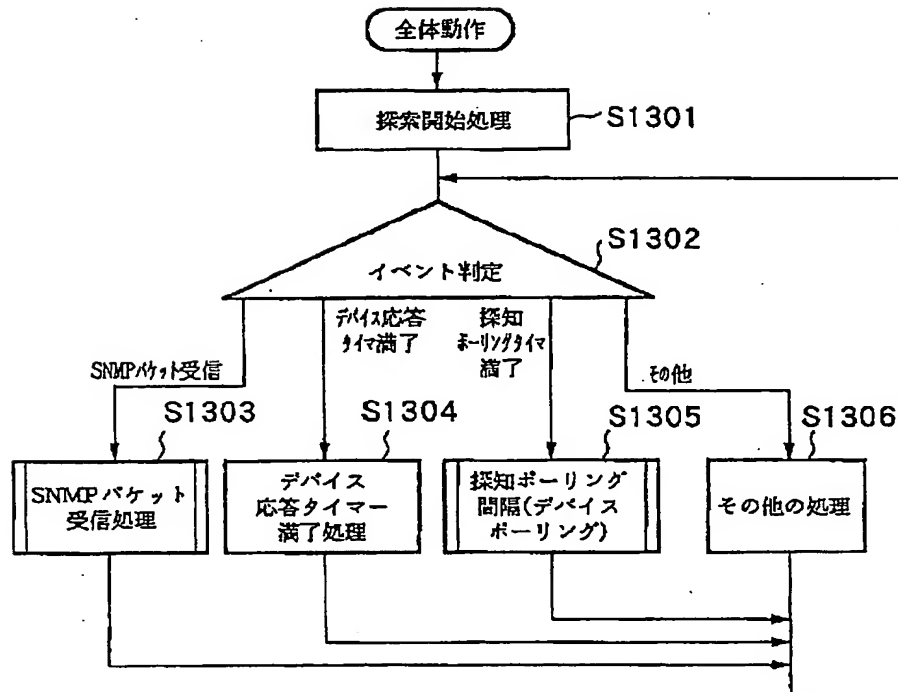 全体動作
探索開始処理
S1301
S1302
イベント判定
デバイス応答
タイマ満了
探知
ポーリングタイマ
満了
SNMPパケット受信
その他
S1303
S1304
S1305
S1306
SNMPパケット
受信処理
デバイス
応答タイマー
満了処理
探知ポーリング
間隔(デバイス
ポーリング)
その他の処理